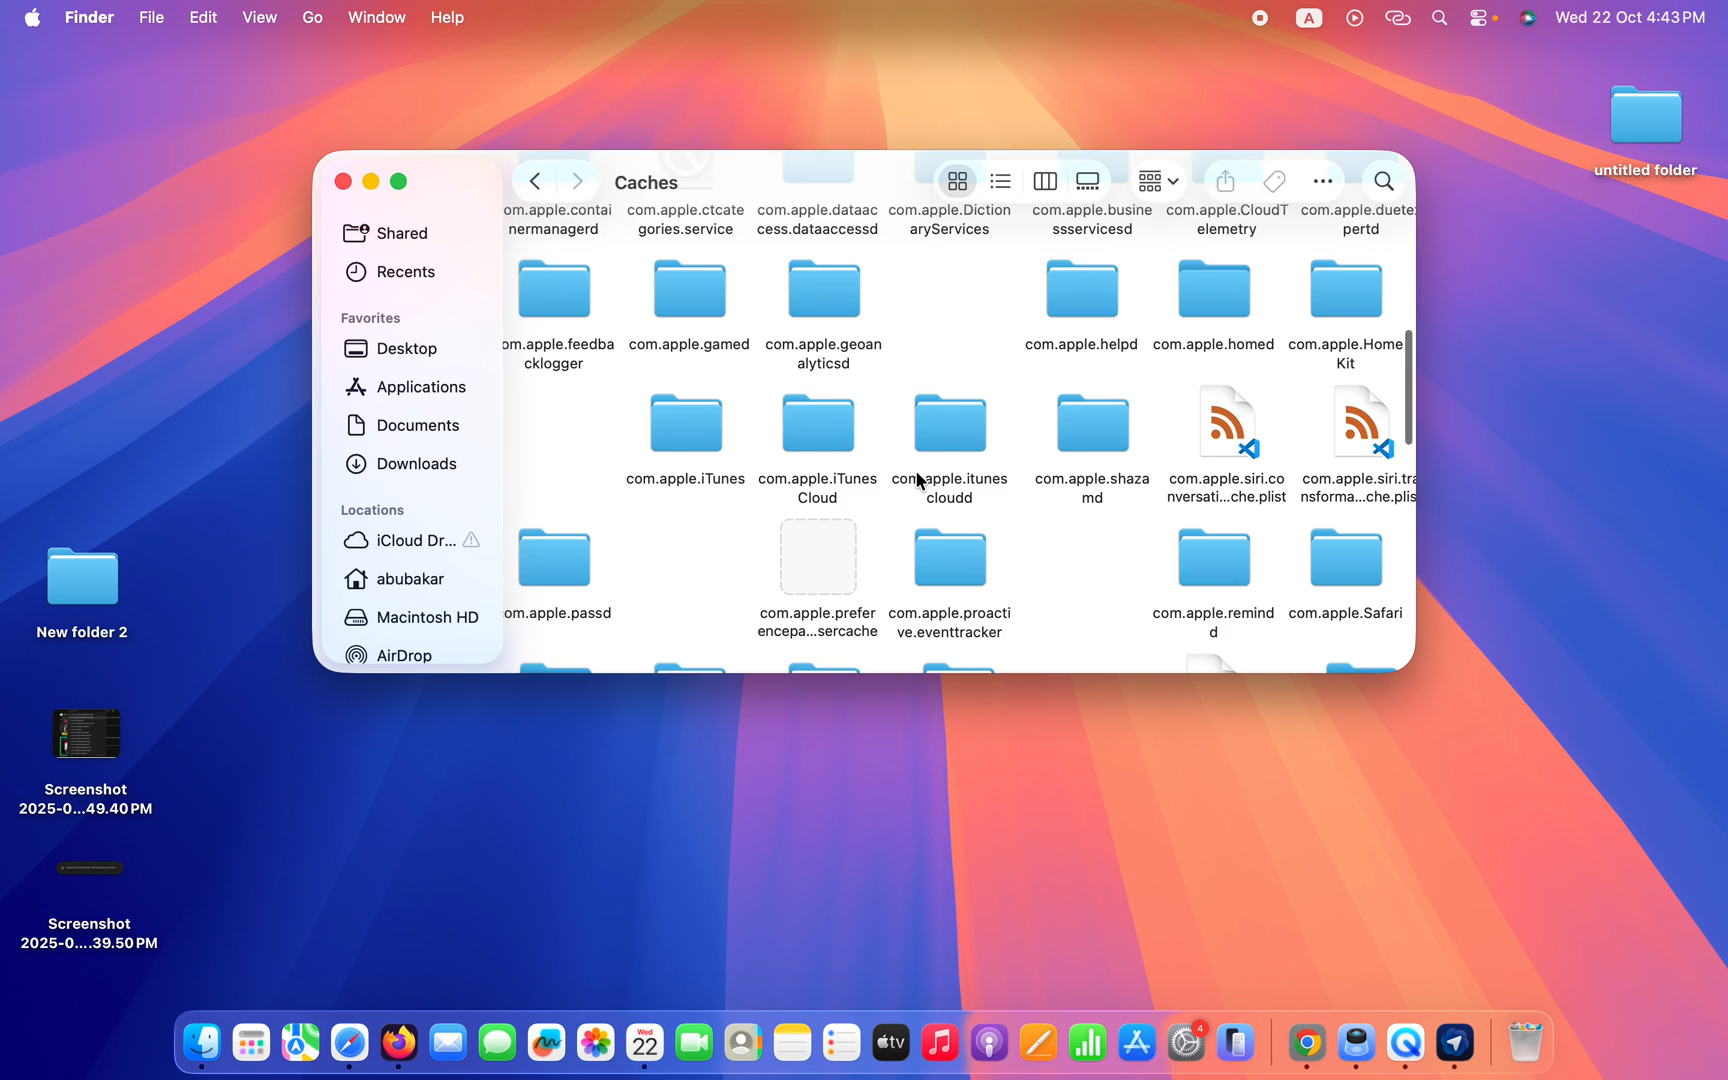 Finder File Edit View Go Window Help
A
Wed 22 Oct 4:43 PM
untitled folder
Caches
Shared
Recents
Favorites
Desktop
Applications
Documents
Downloads
Locations
iCloud Dr...
abubakar
Macintosh HD
AirDrop
om.apple.contai
nermanagerd
com.apple.ctcate
gories.service
com.apple.dataac
cess.dataaccessd
com.apple.Diction
aryServices
com.apple.busine
ssservicesd
com.apple.CloudT
elemetry
com.apple.duetex
pertd
om.apple.feedba
cklogger
com.apple.gamed
com.apple.geoan
alyticsd
com.apple.helpd
com.apple.homed
com.apple.Home
Kit
com.apple.iTunes
com.apple.iTunes
Cloud
com.apple.itunes
cloudd
com.apple.shaza
md
com.apple.siri.co
nversati...che.plist
com.apple.siri.tra
nsforma...che.plis
om.apple.passd
com.apple.prefer
encepa...sercache
com.apple.proacti
ve.eventtracker
com.apple.remind
d
com.apple.Safari
New folder 2
Screenshot
2025-0...49.40 PM
Screenshot
2025-0....39.50 PM
Wed
22
tv
4